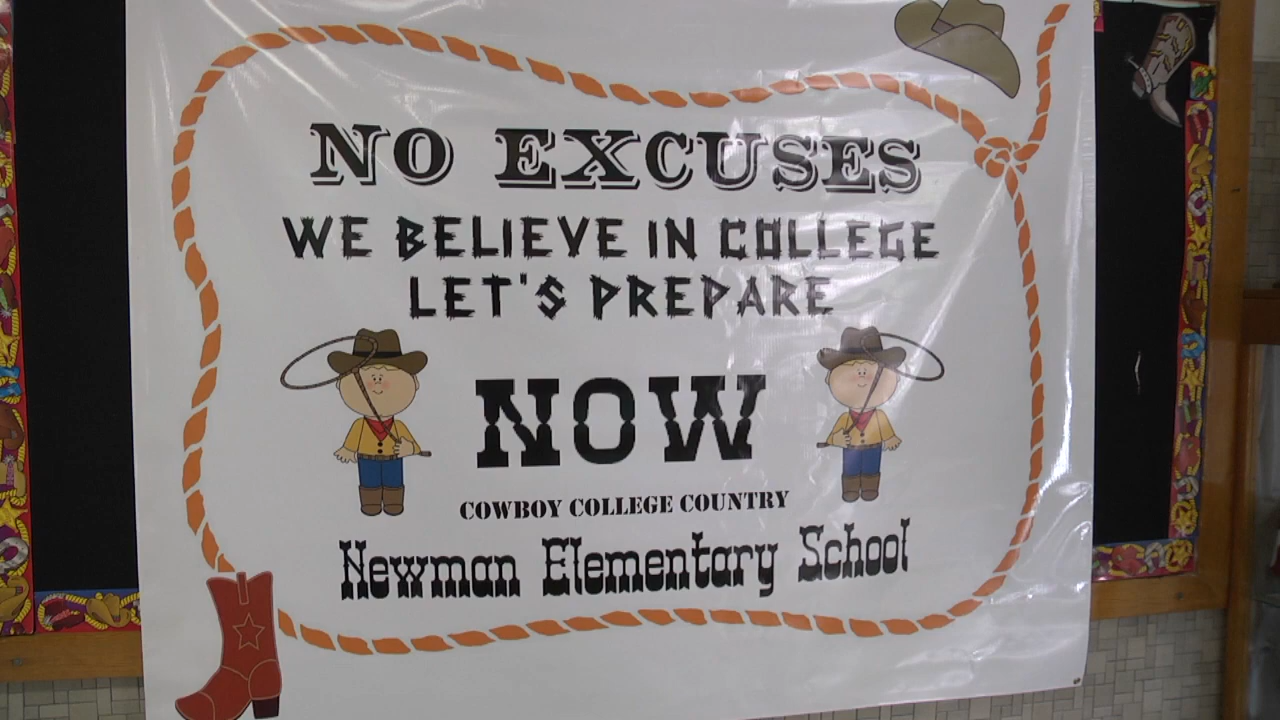 NO EXCUSES
WE BELIEVE IN COLLEGE
LET'S PREPARE
NOW
COWBOY COLLEGE COUNTRY
Newman Elementary School